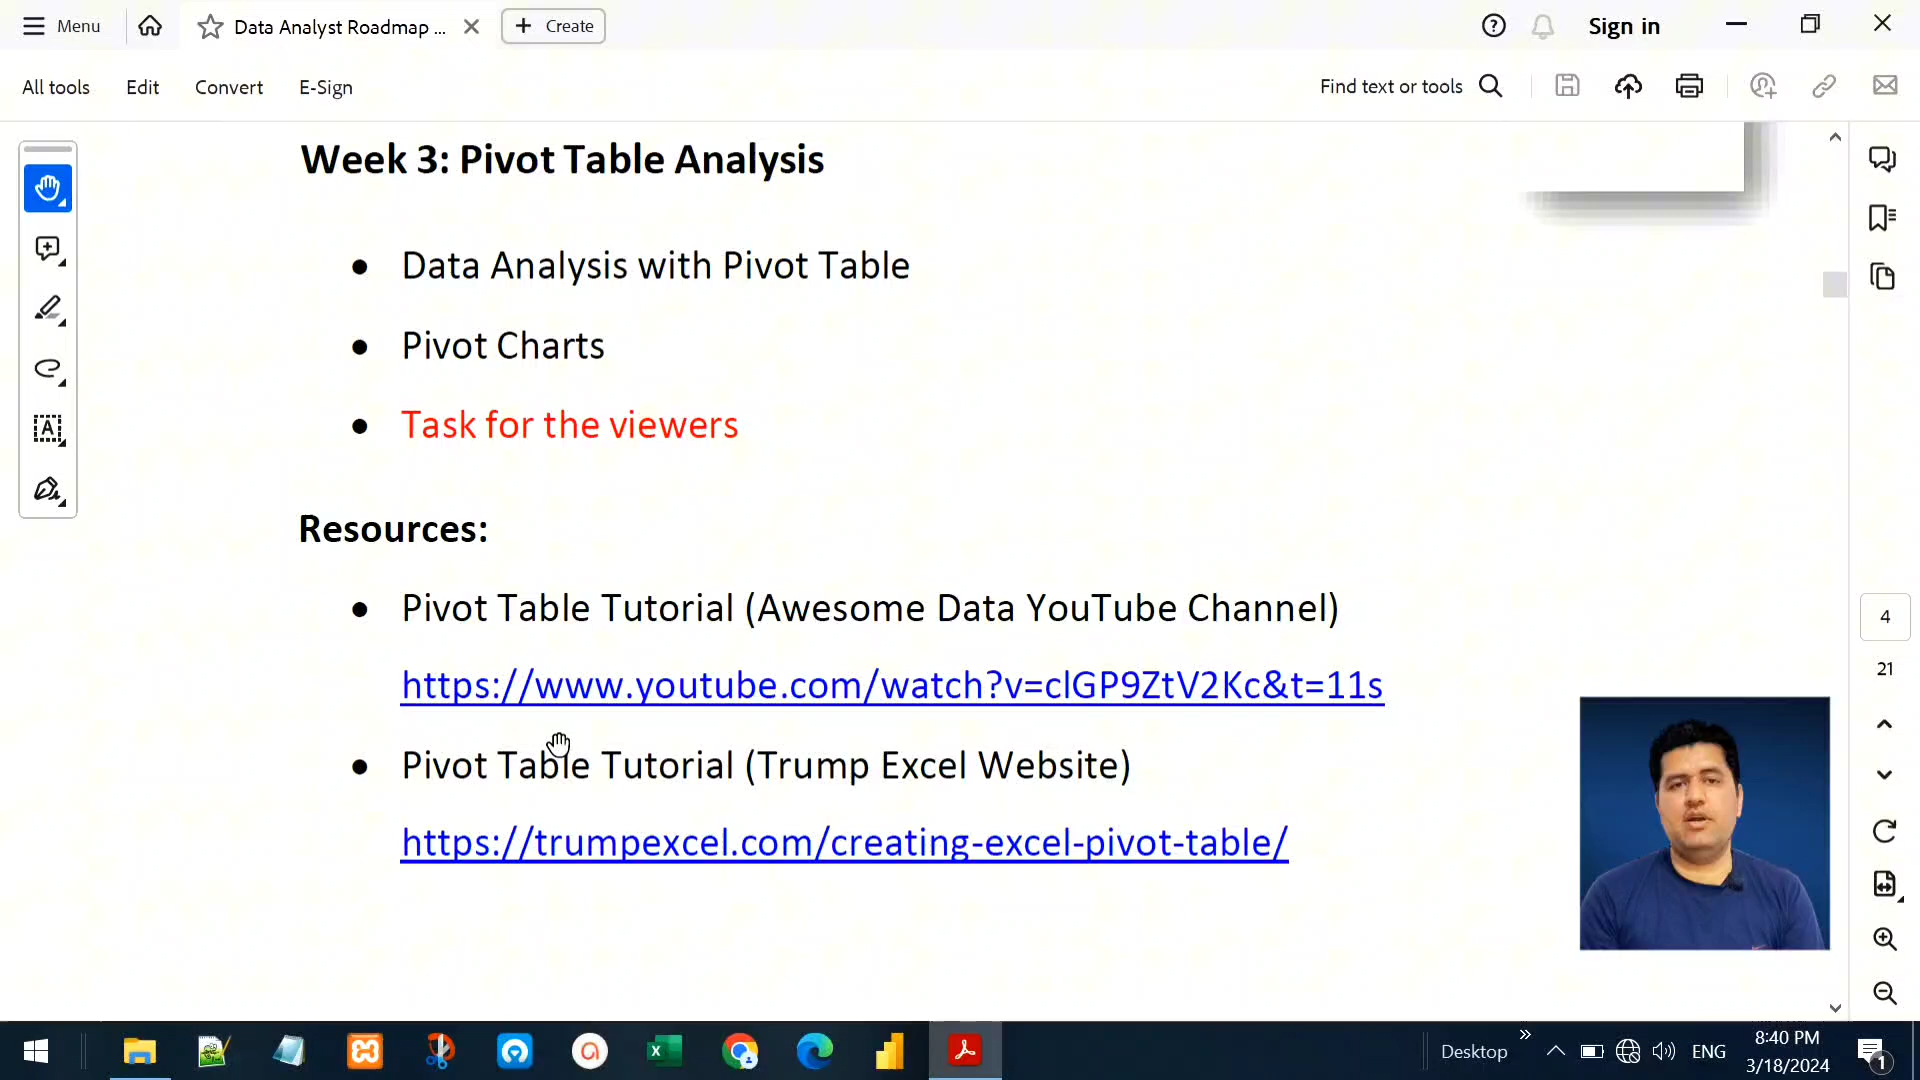 Menu
Data Analyst Roadmap ...
Create
Sign in
All tools
Edit
Convert
E-Sign
Find text or tools
Week 3: Pivot Table Analysis
• Data Analysis with Pivot Table
• Pivot Charts
• Task for the viewers
Resources:
• Pivot Table Tutorial (Awesome Data YouTube Channel)
https://www.youtube.com/watch?v=clGP9ZtV2Kc&t=11s
• Pivot Table Tutorial (Trump Excel Website)
https://trumpexcel.com/creating-excel-pivot-table/
4
21
Desktop
ENG
8:40 PM
3/18/2024
1